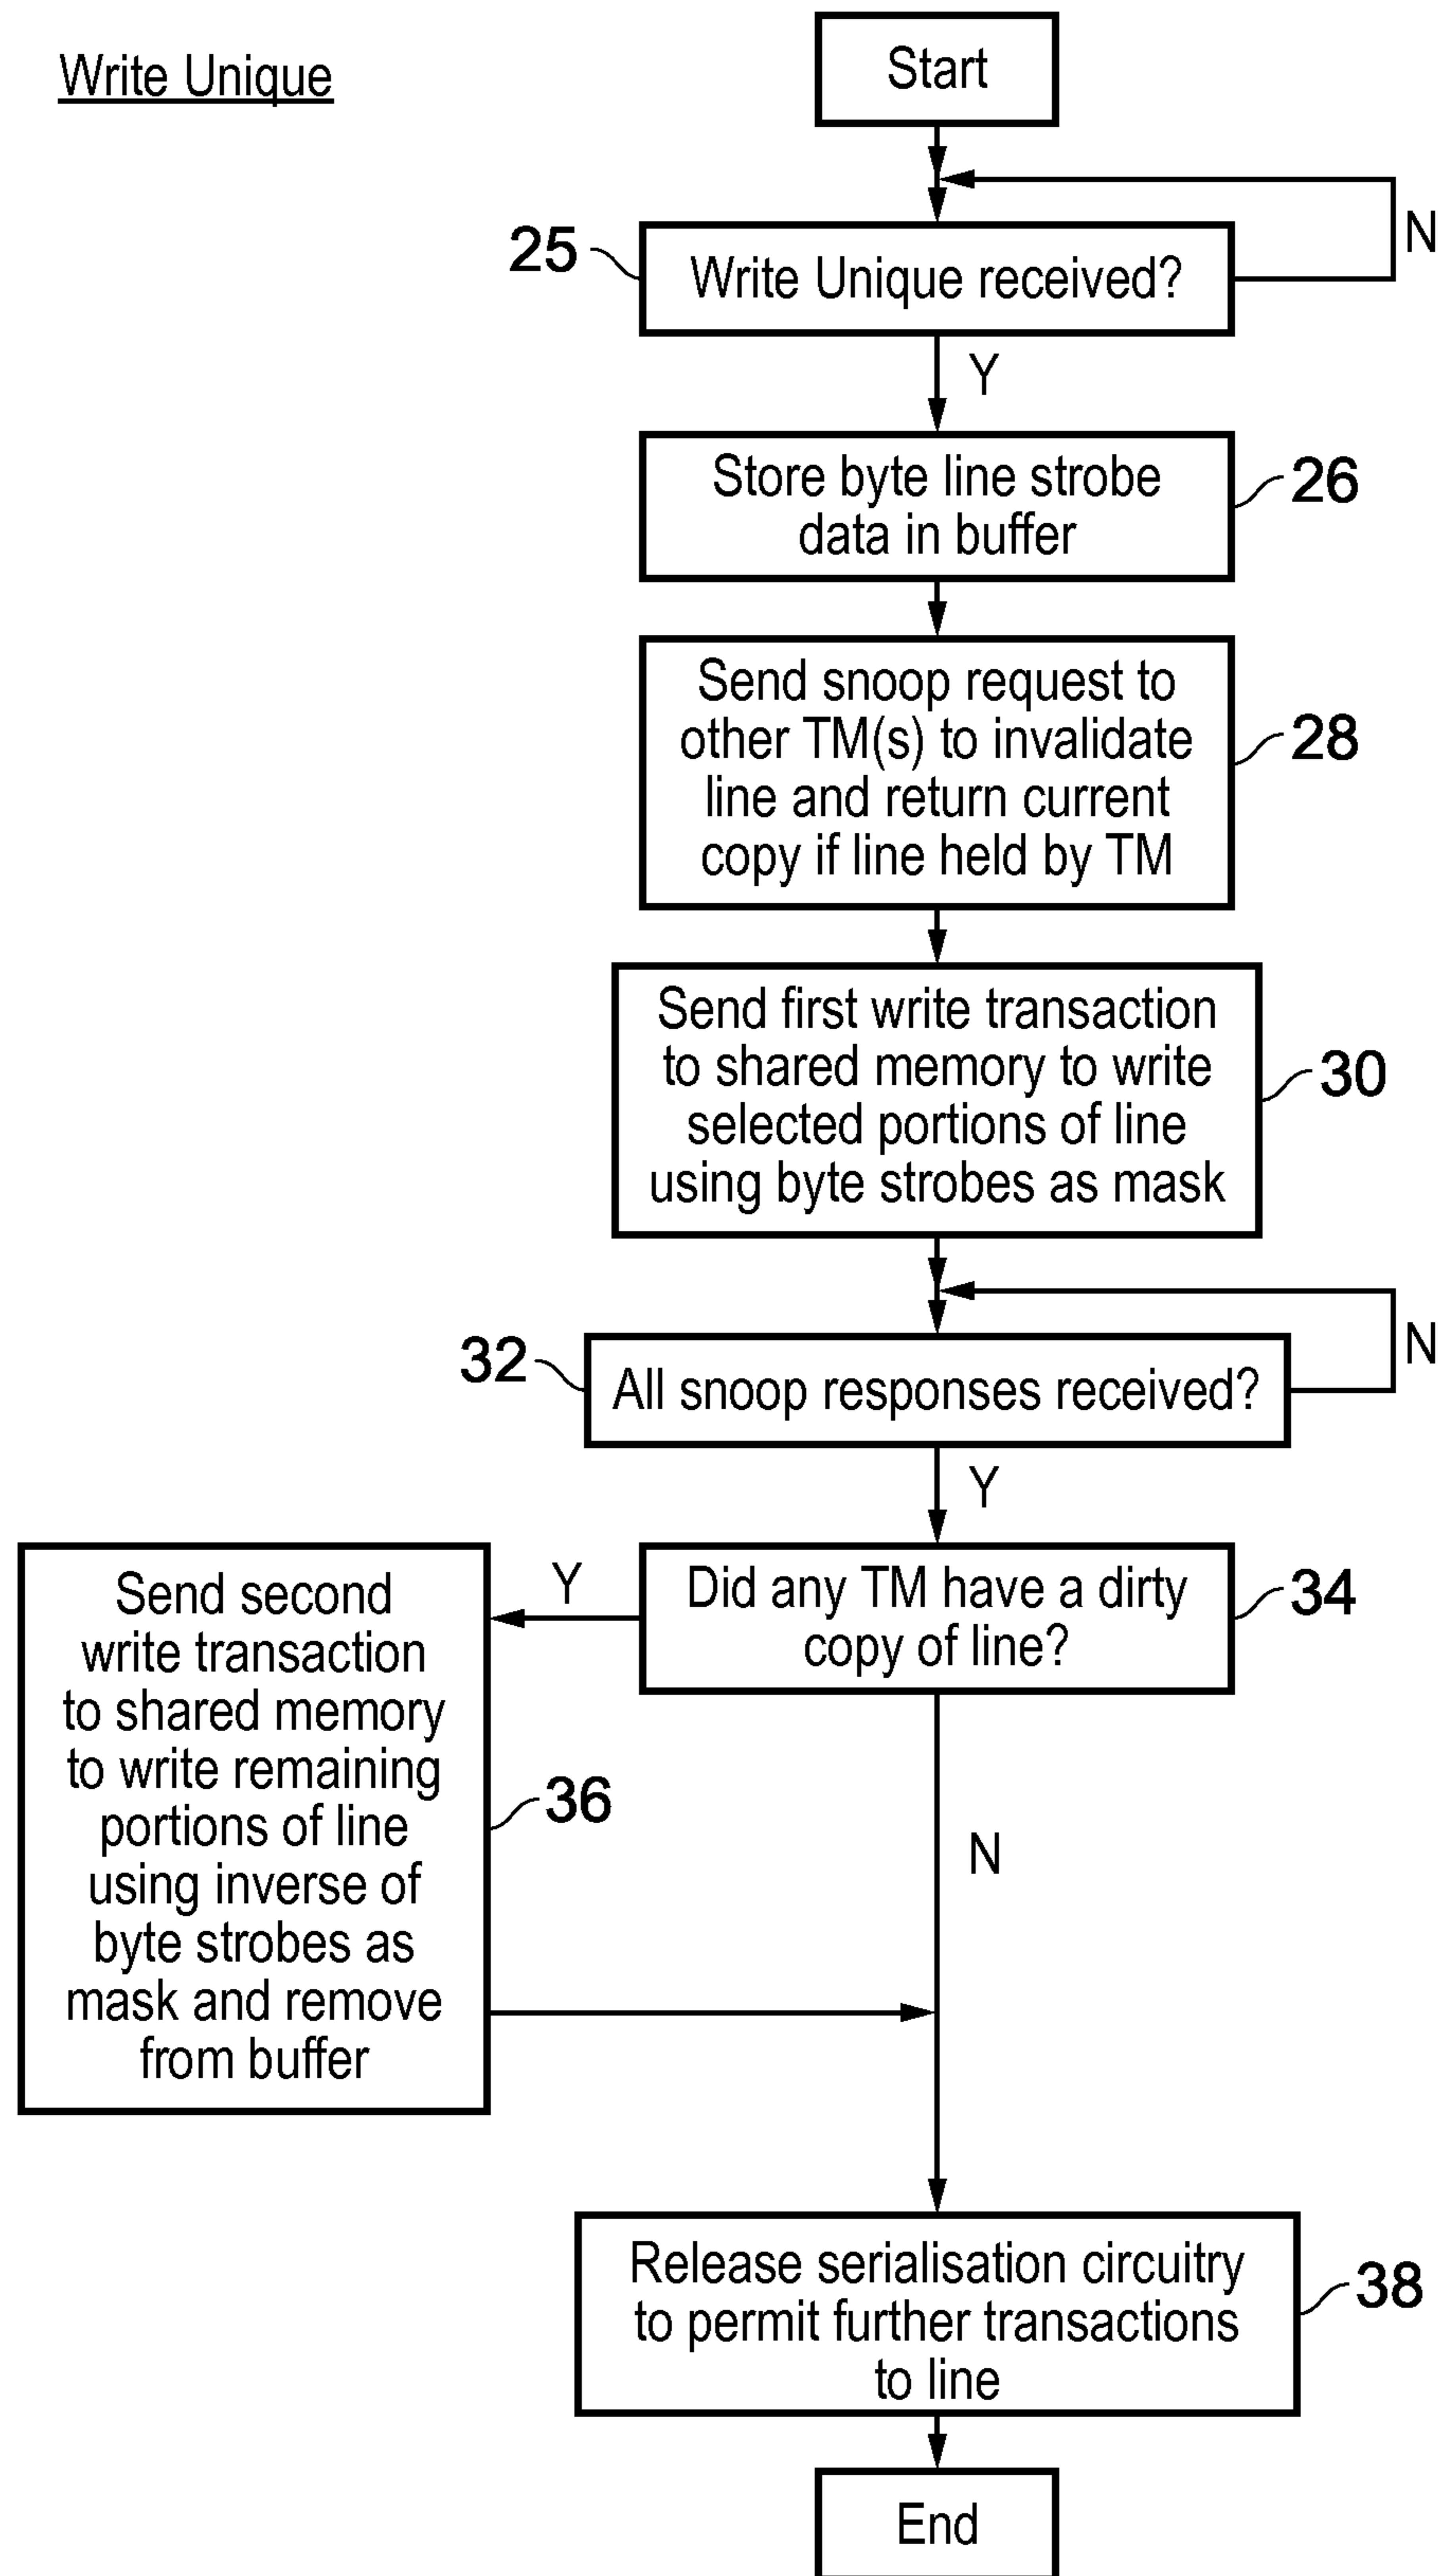 Write Unique
Start
N
25
Write Unique received?
Y
Store byte line strobe
data in buffer
26
Send snoop request to
other TM(s) to invalidate
line and return current
copy if line held by TM
28
Send first write transaction
to shared memory to write
selected portions of line
using byte strobes as mask
30
N
32
All snoop responses received?
Y
Did any TM have a dirty
copy of line?
34
Y
Send second
write transaction
to shared memory
to write remaining
portions of line
using inverse of
byte strobes as
mask and remove
from buffer
36
N
Release serialisation circuitry
to permit further transactions
to line
38
End